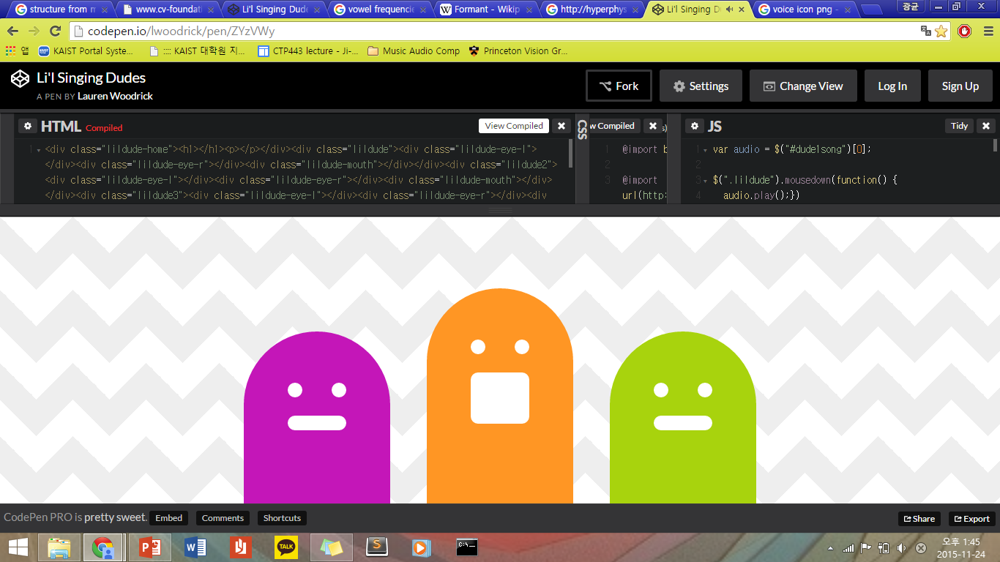 structure from m
www.cv-foundati
Li'l Singing Dude
vowel frequencie
Formant - Wikip
http://hyperphys
Li'l Singing D
voice icon png -
광균
codepen.io/lwoodrick/pen/ZYzVWy
앱
KAIST Portal Syste...
:::: KAIST 대학원 지...
CTP443 lecture - Ji-...
Music Audio Comp
Princeton Vision Gr...
Li'l Singing Dudes
A PEN BY Lauren Woodrick
Fork
Settings
Change View
Log In
Sign Up
HTML Compiled
View Compiled
1 <div class="lildude-home"><h1></h1><p></p></div><div class="lildude"><div class="lildude-eye-l">
</div><div class="lildude-eye-r"></div><div class="lildude-mouth"></div></div><div class="lildude2">
<div class="lildude-eye-l"></div><div class="lildude-eye-r"></div><div class="lildude-mouth"></div>
</div><div class="lildude3"><div class="lildude-eye-l"></div><div class="lildude-eye-r"></div><div
CSS
w Compiled
s)
1 @import b
2
3 @import
url(http:
JS
Tidy
1 var audio = $("#dude1song")[0];
2
3 $(".lildude").mousedown(function() {
4 audio.play();})
CodePen PRO is pretty sweet.
Embed
Comments
Shortcuts
Share
Export
TALK
오후 1:45
2015-11-24